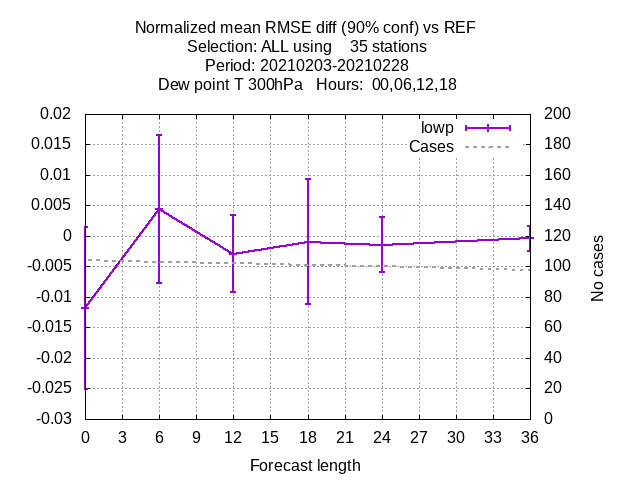 Normalized mean RMSE diff (90% conf) vs REF
Selection: ALL using    35 stations
Period: 20210203-20210228
Dew point T 300hPa   Hours:  00,06,12,18
lowp
Cases
0.02
0.015
0.01
0.005
0
-0.005
-0.01
-0.015
-0.02
-0.025
-0.03
200
180
160
140
120
100
80
60
40
20
0
No cases
0 3 6 9 12 15 18 21 24 27 30 33 36
Forecast length